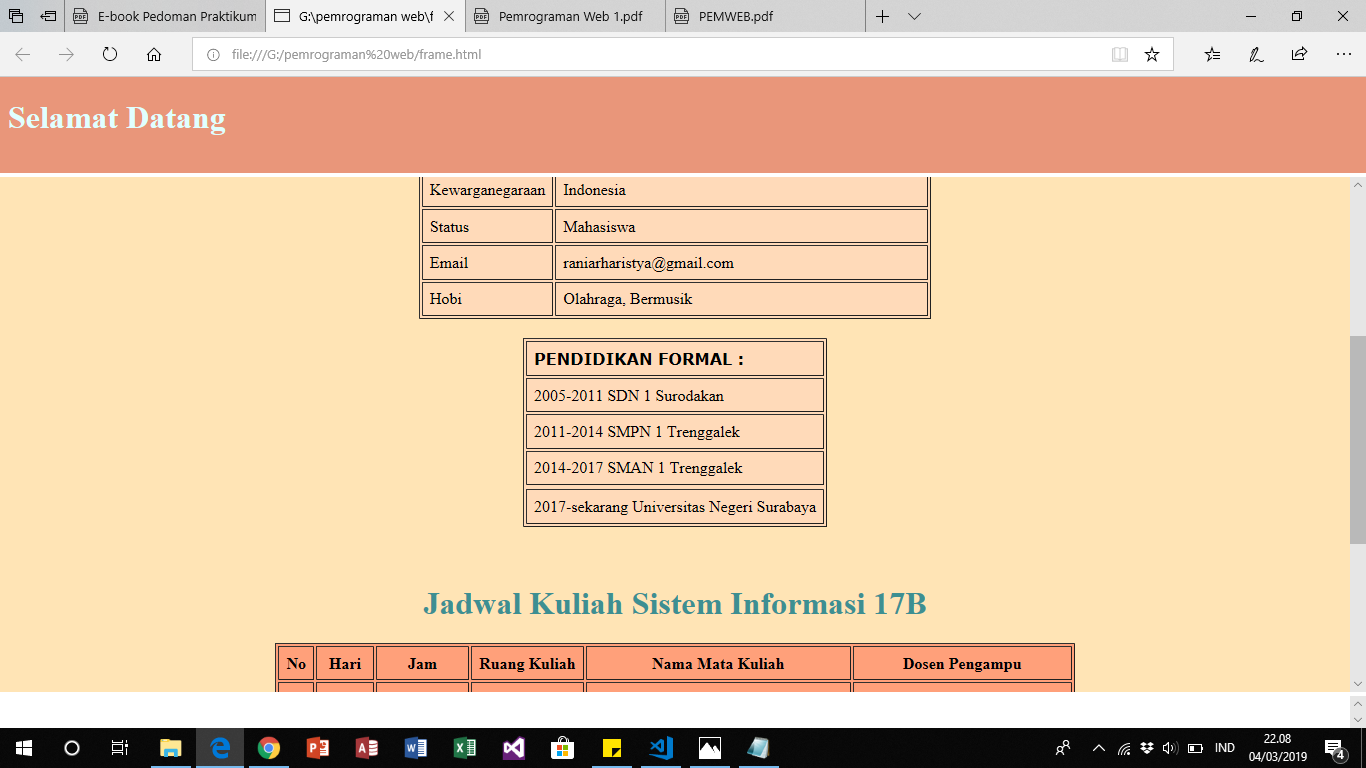 E-book Pedoman Praktikum
G:\pemrograman web\f
Pemrograman Web 1.pdf
PEMWEB.pdf
file:///G:/pemrograman%20web/frame.html
Selamat Datang
Kewarganegaraan Indonesia
Status Mahasiswa
Email raniarharistya@gmail.com
Hobi Olahraga, Bermusik
PENDIDIKAN FORMAL :
2005-2011 SDN 1 Surodakan
2011-2014 SMPN 1 Trenggalek
2014-2017 SMAN 1 Trenggalek
2017-sekarang Universitas Negeri Surabaya
Jadwal Kuliah Sistem Informasi 17B
No Hari Jam Ruang Kuliah Nama Mata Kuliah Dosen Pengampu
IND
22.08
04/03/2019
4